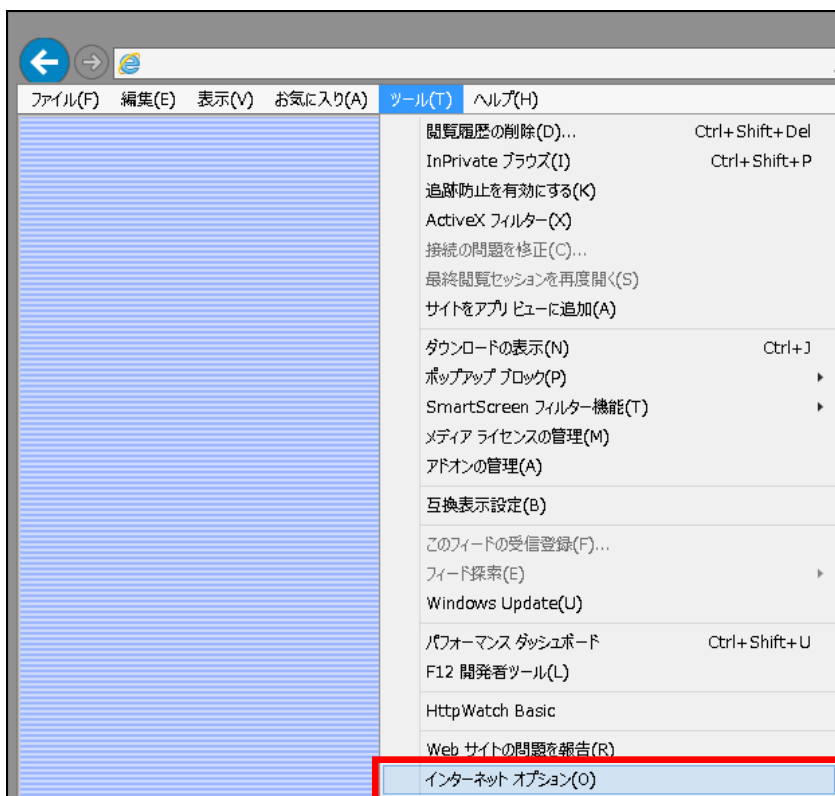 ファイル(F) 編集(E) 表示(V) お気に入り(A) ツール(T) ヘルプ(H)
閲覧履歴の削除(D)... Ctrl+Shift+Del
InPrivate ブラウズ(I) Ctrl+Shift+P
追跡防止を有効にする(K)
ActiveX フィルター(X)
接続の問題を修正(C)...
最終閲覧セッションを再度開く(S)
サイトをアプリ ビューに追加(A)
ダウンロードの表示(N) Ctrl+J
ポップアップ ブロック(P)
SmartScreen フィルター機能(T)
メディア ライセンスの管理(M)
アドオンの管理(A)
互換表示設定(B)
このフィードの受信登録(F)...
フィード探索(E)
Windows Update(U)
パフォーマンス ダッシュボード Ctrl+Shift+U
F12 開発者ツール(L)
HttpWatch Basic
Web サイトの問題を報告(R)
インターネット オプション(O)